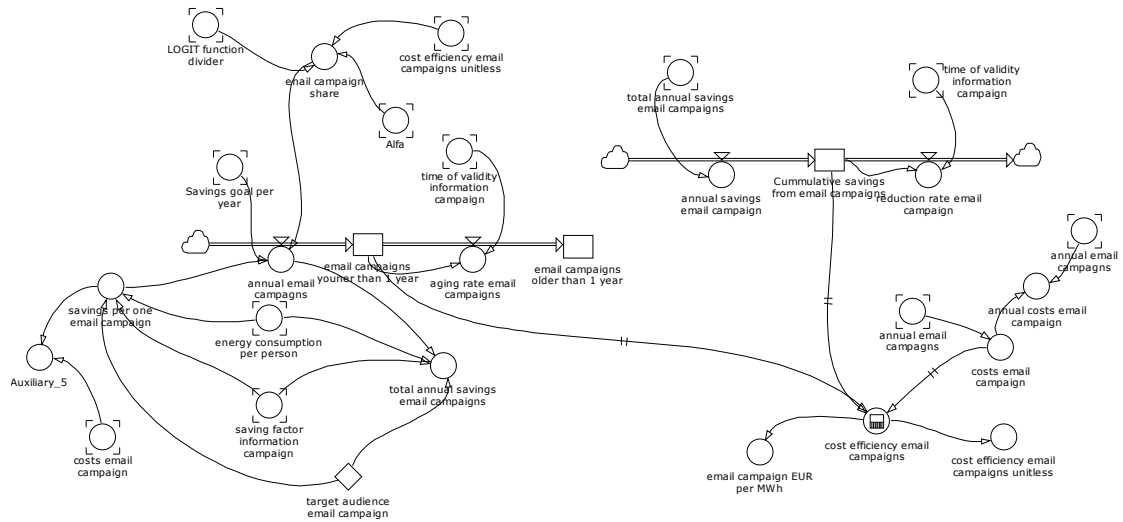 LOGIT function
divider
email campaign
share
cost efficiency email
campaigns unitless
Alfa
total annual savings
email campaigns
time of validity
information
campaign
Savings goal per
year
time of validity
information
campaign
annual savings
email campaign
Cummulative savings
from email campaigns
reduction rate email
campaign
annual email
campagns
email campaigns
youner than 1 year
aging rate email
campaigns
email campaigns
older than 1 year
annual email
campaegns
savings per one
email campaign
energy consumption
per person
annual costs email
campaign
annual email
campaegns
costs email
campaign
Auxiliary_5
total annual savings
email campaigns
saving factor
information
campaign
costs email
campaign
target audience
email campaign
cost efficiency email
campaigns
email campaign EUR
per MWh
cost efficiency email
campaigns unitless